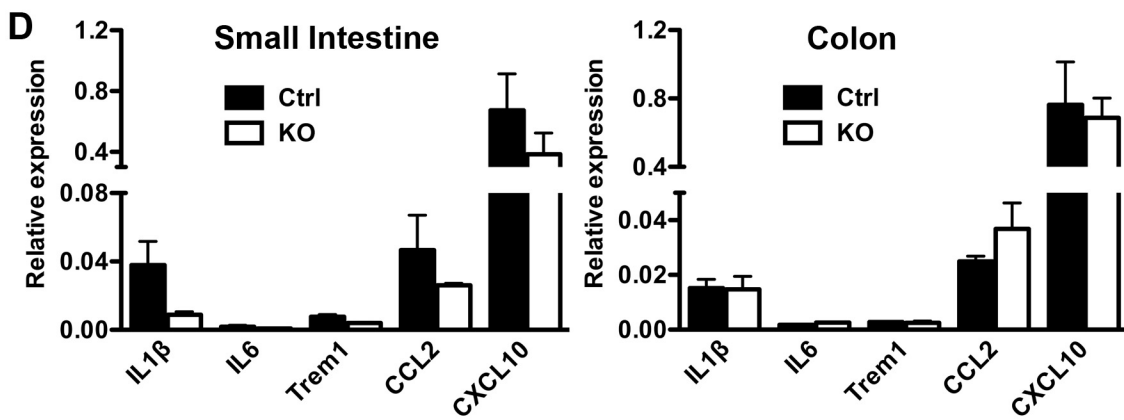 D
Small Intestine
Ctrl
KO
Relative expression
1.2
0.8
0.4
0.08
0.04
0.00
IL1β
IL6
Trem1
CCL2
CXCL10
Colon
Ctrl
KO
Relative expression
1.2
0.8
0.4
0.04
0.02
0.00
IL1β
IL6
Trem1
CCL2
CXCL10